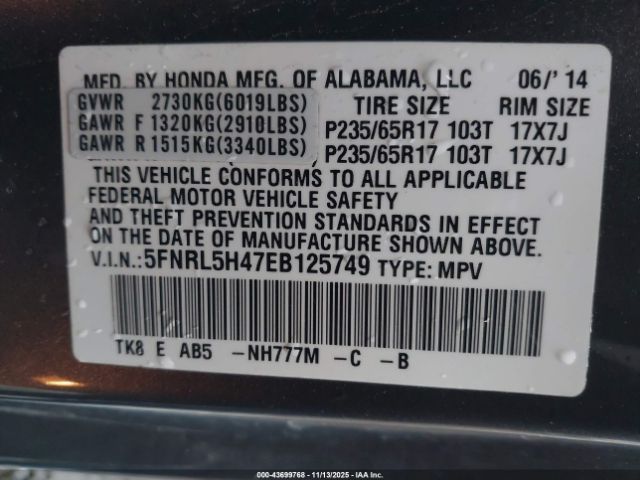 MFD. BY HONDA MFG. OF ALABAMA, LLC 06/'14
GVWR 2730KG(6019LBS) TIRE SIZE RIM SIZE
GAWR F 1320KG(2910LBS) P235/65R17 103T 17X7J
GAWR R 1515KG(3340LBS) P235/65R17 103T 17X7J
THIS VEHICLE CONFORMS TO ALL APPLICABLE
FEDERAL MOTOR VEHICLE SAFETY
AND THEFT PREVENTION STANDARDS IN EFFECT
ON THE DATE OF MANUFACTURE SHOWN ABOVE.
V.I.N.:5FNRL5H47EB125749 TYPE: MPV
TK8 E AB5 -NH777M -C -B
000-43699768 - 11/13/2025 - IAA Inc.